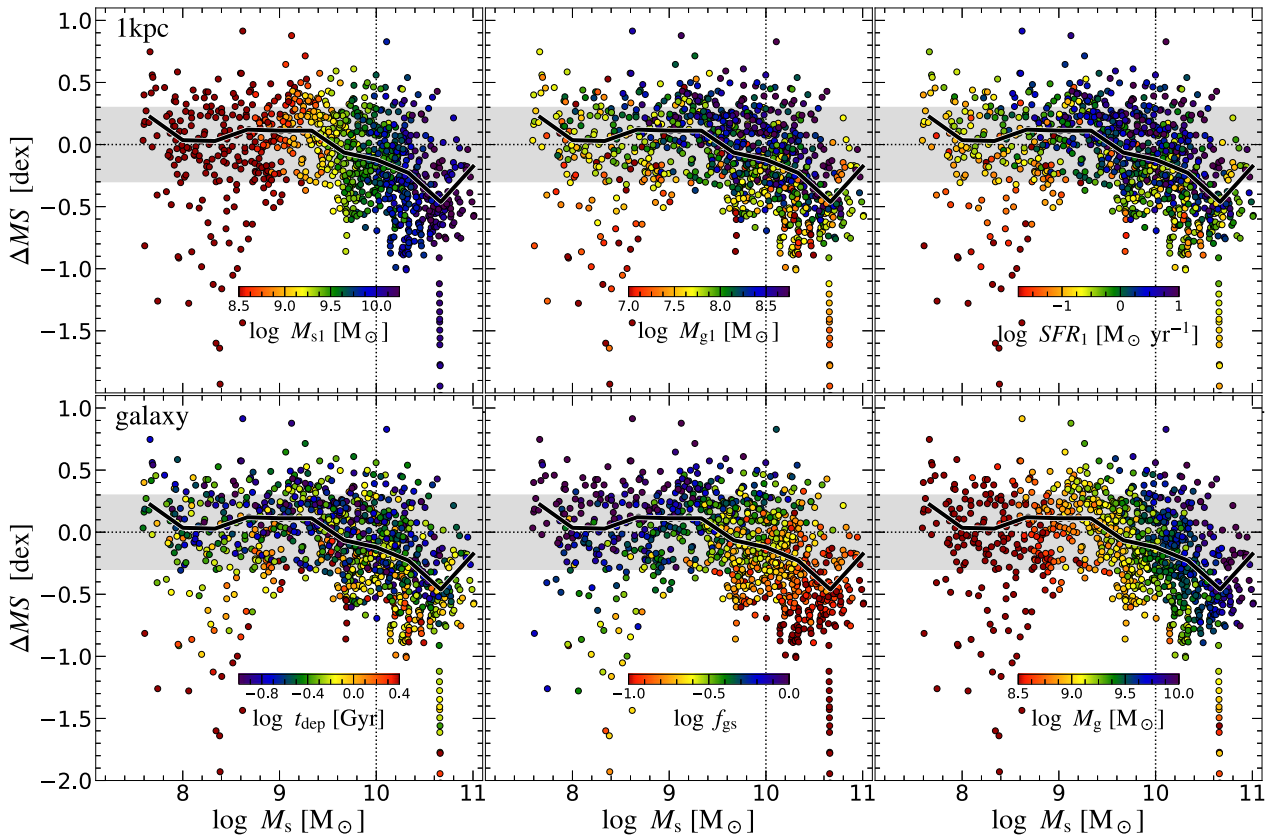 1kpc
1.0
0.5
0.0
−0.5
−1.0
−1.5
ΔMS [dex]
8.5 9.0 9.5 10.0
log M_s1 [M_⊙]
7.0 7.5 8.0 8.5
log M_g1 [M_⊙]
−1 0 1
log SFR_1 [M_⊙ yr⁻¹]
galaxy
1.0
0.5
0.0
−0.5
−1.0
−1.5
−2.0
ΔMS [dex]
−0.8 −0.4 0.0 0.4
log t_dep [Gyr]
−1.0 −0.5 0.0
log f_gs
8.5 9.0 9.5 10.0
log M_g [M_⊙]
8 9 10 11 8 9 10 11 8 9 10 11
log M_s [M_⊙] log M_s [M_⊙] log M_s [M_⊙]